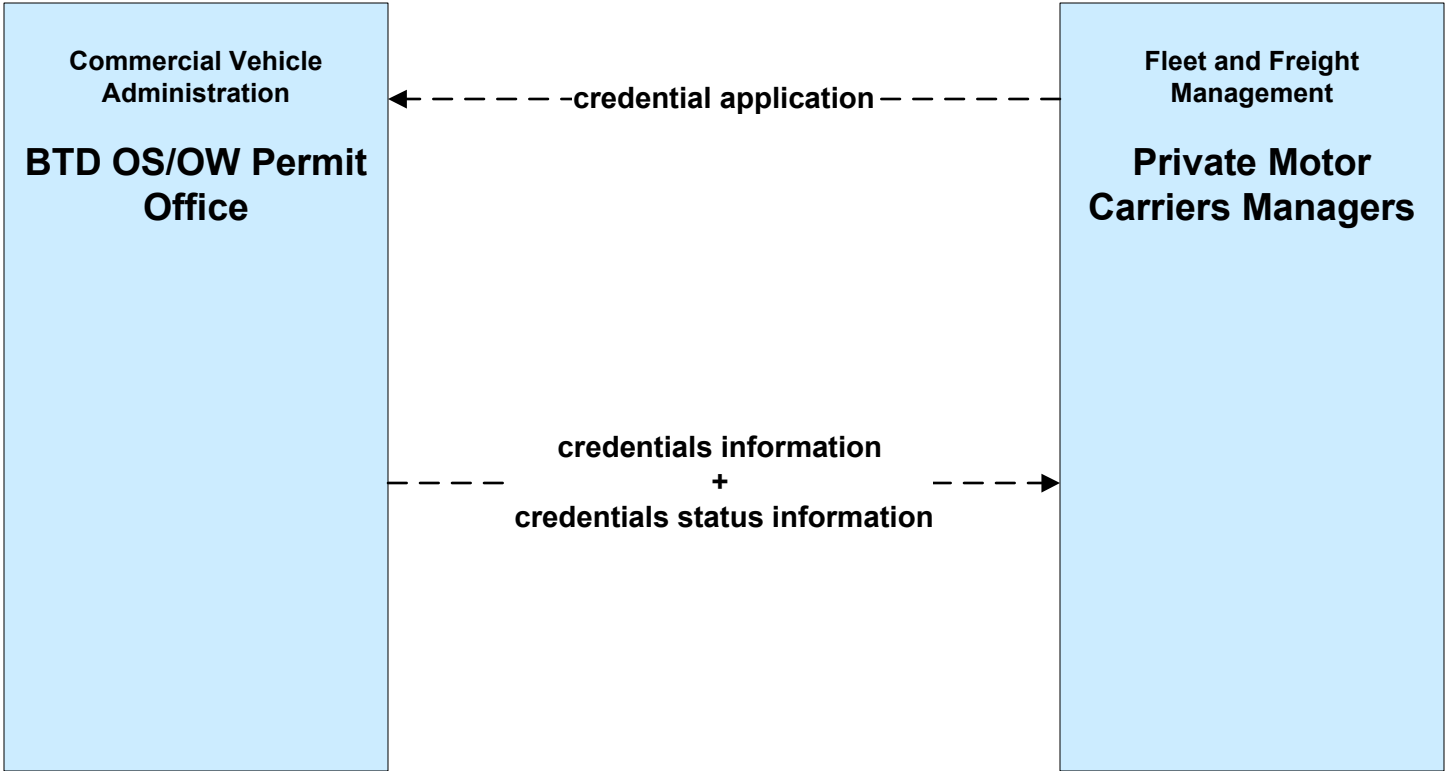 Commercial Vehicle
Administration
BTD OS/OW Permit
Office
credential application
Fleet and Freight
Management
Private Motor
Carriers Managers
credentials information
+
credentials status information